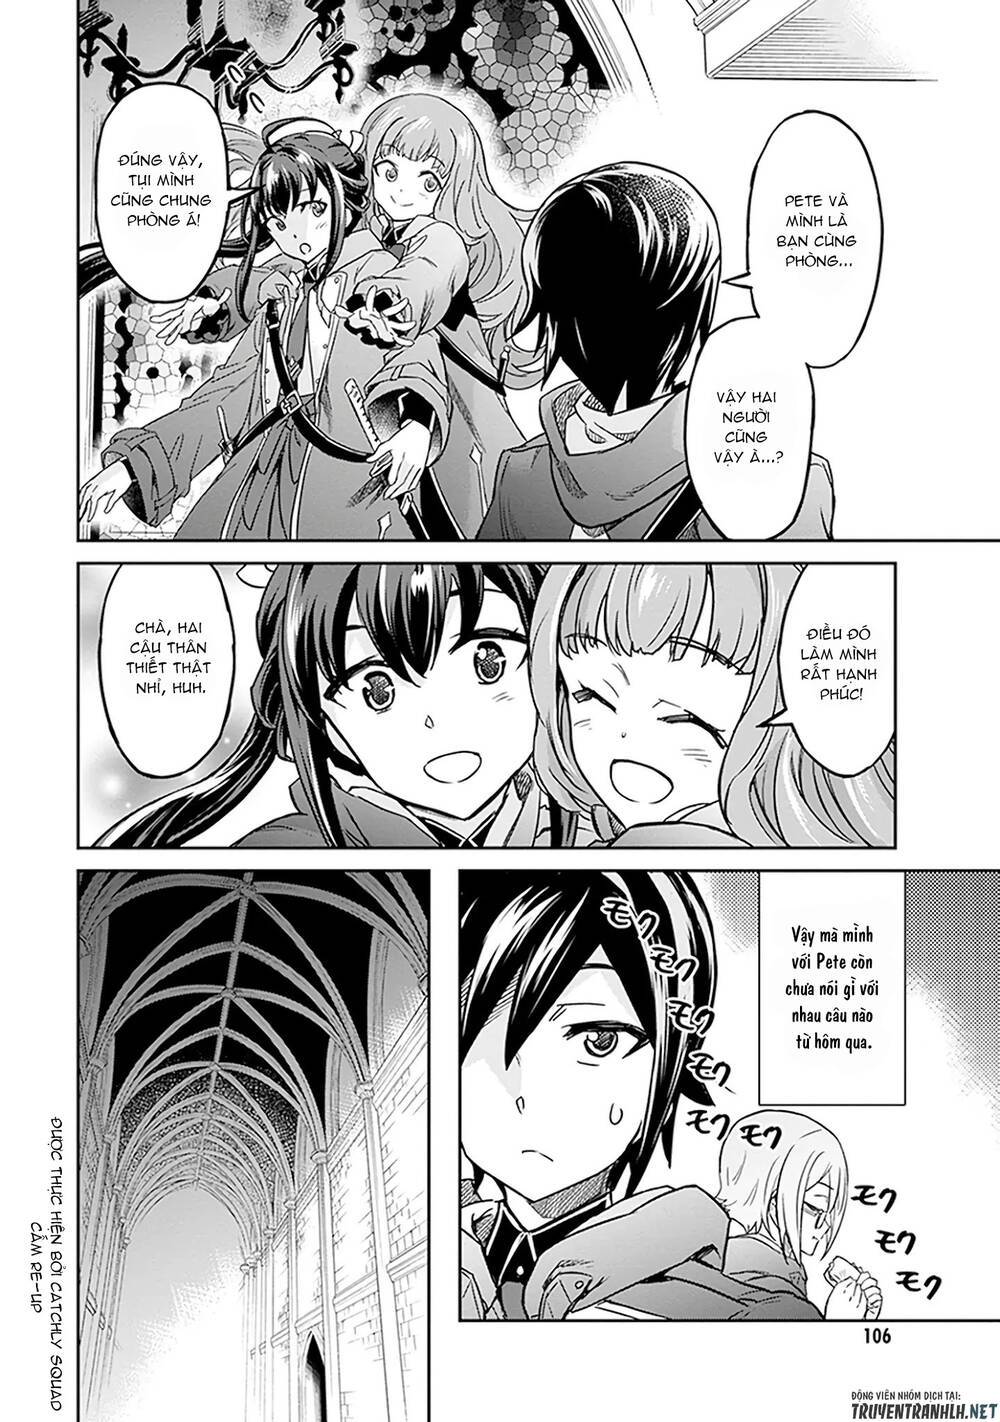 PETE VÀ
MÌNH LÀ
BẠN CÙNG
PHÒNG...
VẬY HAI
NGƯỜI
CŨNG
VẬY À...?
ĐÚNG VẬY,
TỤI MÌNH
CŨNG CHUNG
PHÒNG Á!
ĐIỀU ĐÓ
LÀM MÌNH
RẤT HẠNH
PHÚC!
CHÀ, HAI
CẬU THÂN
THIẾT THẬT
NHỈ, HUH.
Vậy mà mình
với Pete còn
chưa nói gì với
nhau câu nào
từ hôm qua.
モク
モク
モク
モク
モク
モク
モク
モク
ĐƯỢC THỰC HIỆN BỞI CATCHLY SQUAD
CẤM RE-UP
106
ĐỘNG VIÊN NHÓM DỊCH TẠI:
TRUYENTRANHLH.NET